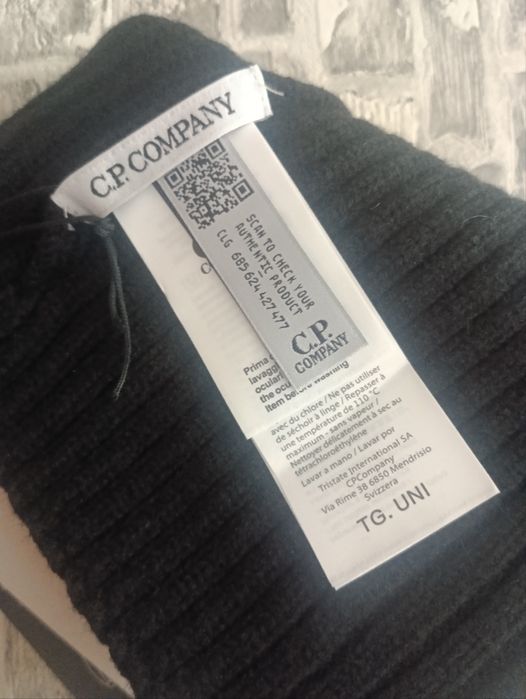 C.P. COMPANY
SCAN TO CHECK YOUR
AUTHENTIC PRODUCT
CLG 685 624 427 477
C.P.
COMPANY
Prima
lavagg
oculari
the ocu
item before washing
avec du chlore / Ne pas utiliser
de séchoir à linge / Repasser à
une température de 110 °C
maximum - sans vapeur /
Nettoyer délicatement à sec au
tétrachloroéthylène
Lavar a mano / Lavar por
Tristate International SA
CPCompany
Via Rime 38 6850 Mendrisio
Svizzera
TG. UNI